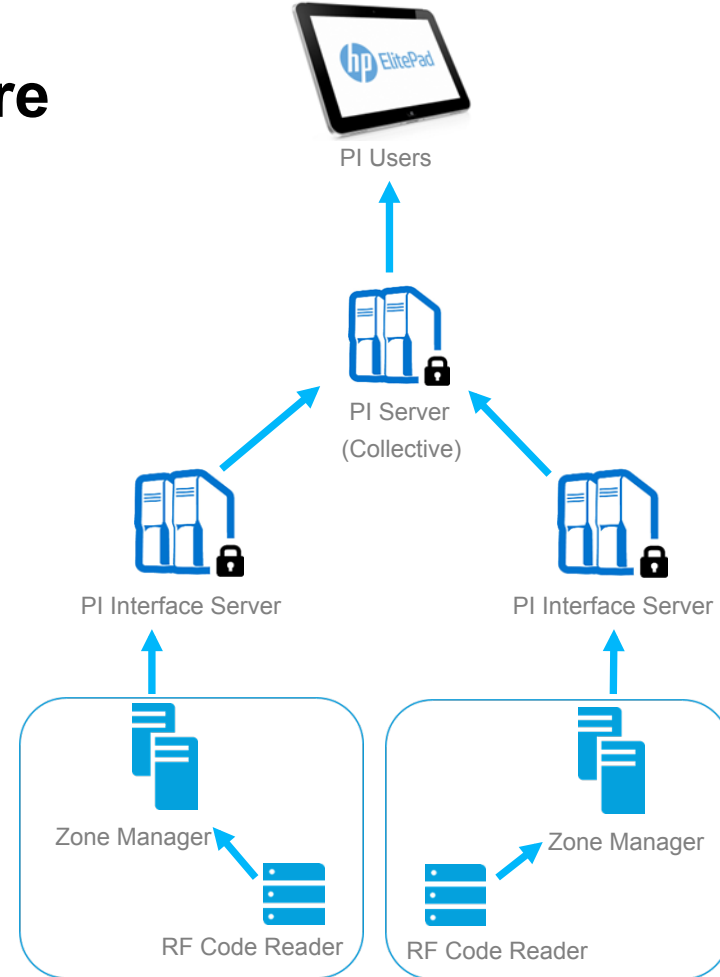 re
hp ElitePad
PI Users
PI Server
(Collective)
PI Interface Server
PI Interface Server
Zone Manager
Zone Manager
RF Code Reader
RF Code Reader